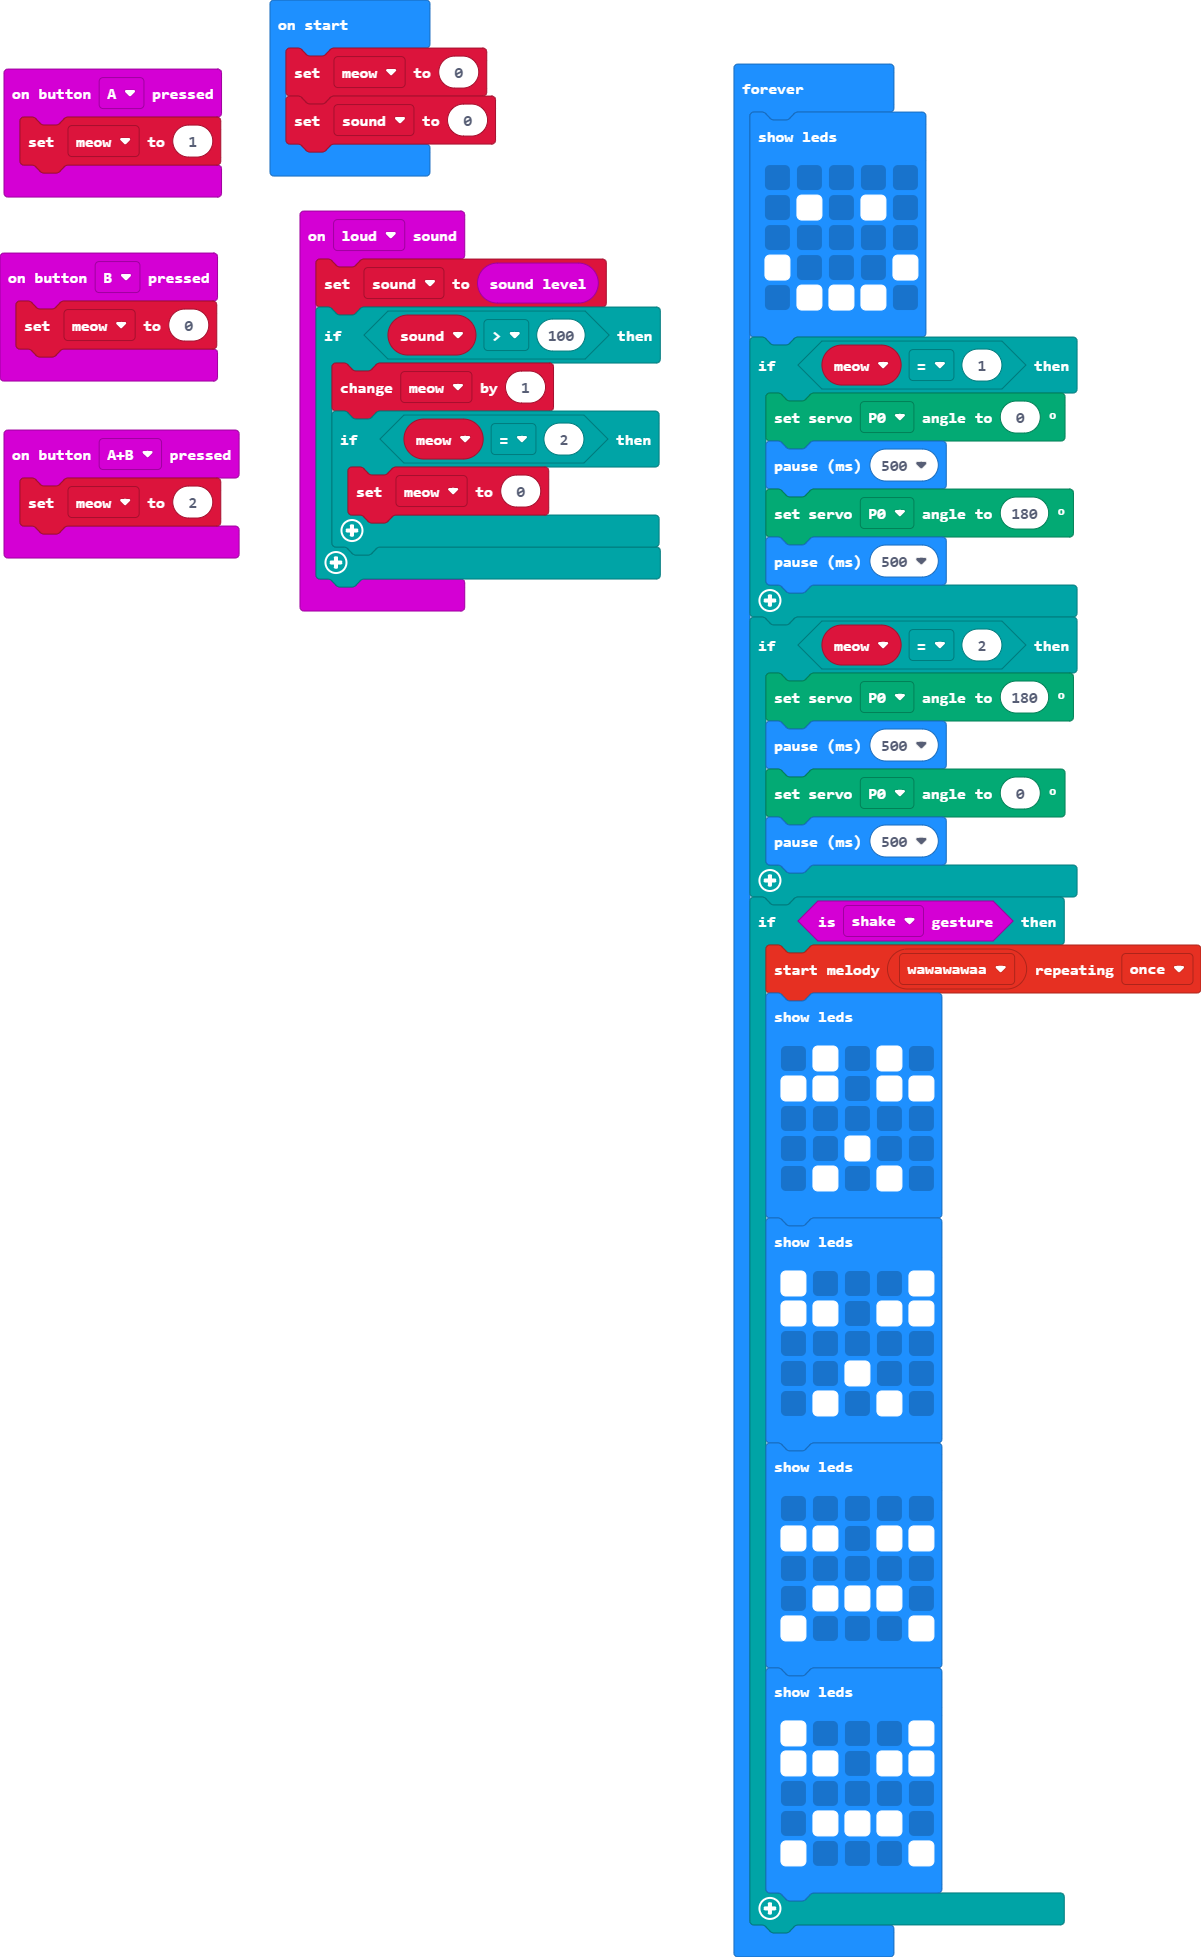 on button A pressed
set meow to 1
on button B pressed
set meow to 0
on button A+B pressed
set meow to 2
on start
set meow to 0
set sound to 0
on loud sound
set sound to sound level
if sound > 100 then
change meow by 1
if meow = 2 then
set meow to 0
forever
show leds
if meow = 1 then
set servo P0 angle to 0 °
pause (ms) 500
set servo P0 angle to 180 °
pause (ms) 500
if meow = 2 then
set servo P0 angle to 180 °
pause (ms) 500
set servo P0 angle to 0 °
pause (ms) 500
if is shake gesture then
start melody wawawawaa repeating once
show leds
show leds
show leds
show leds